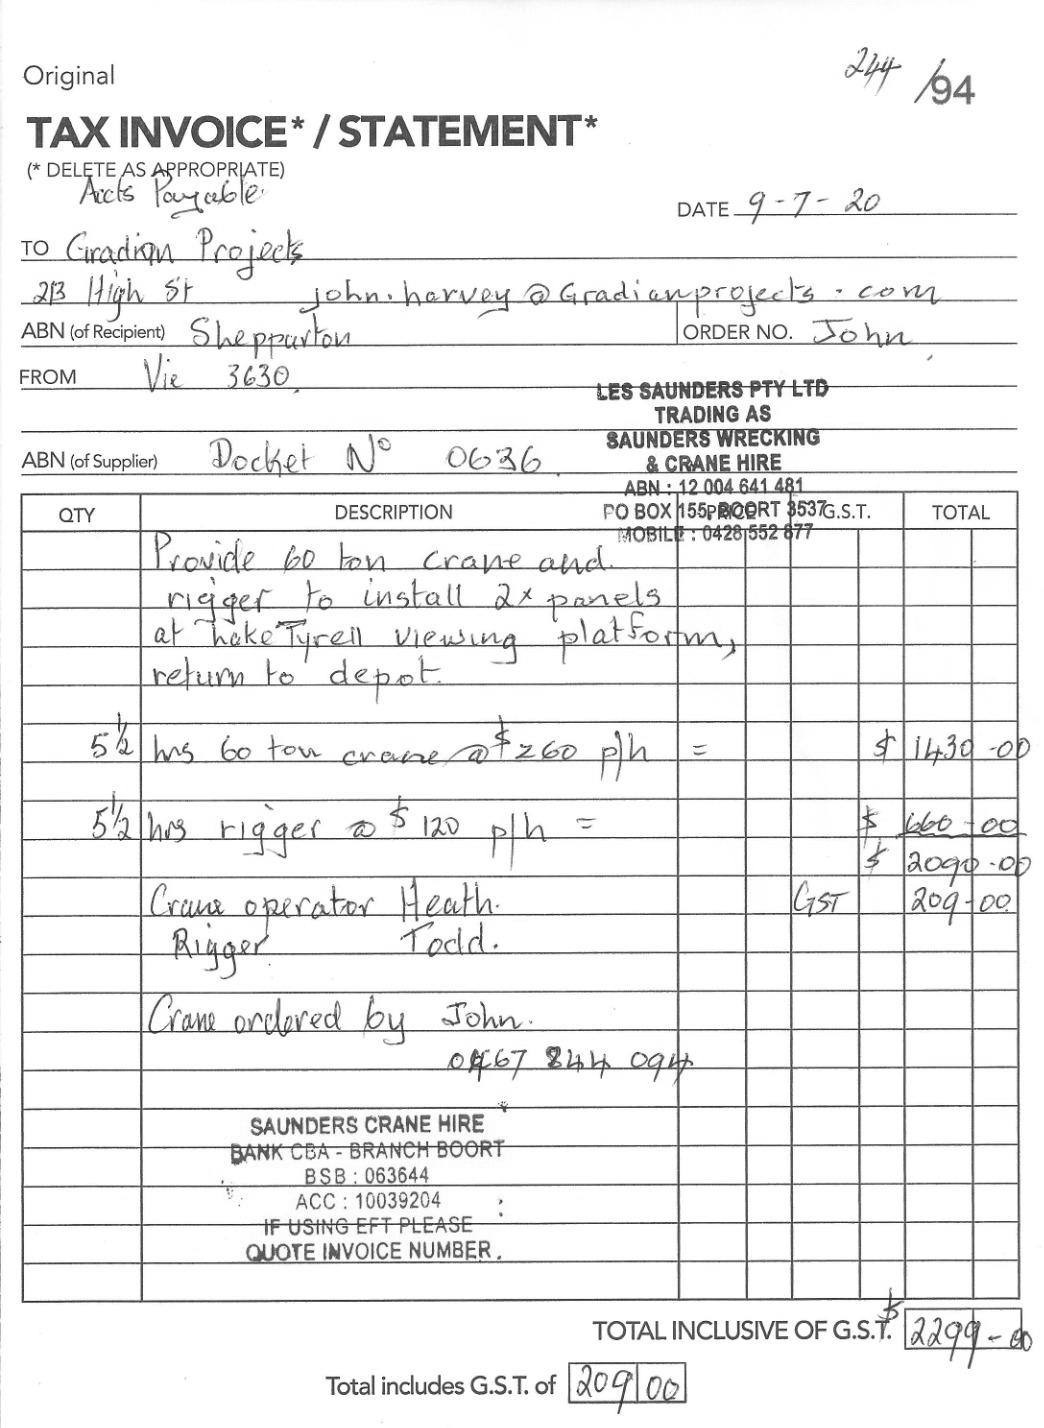 Original
244 /94
TAX INVOICE* / STATEMENT*
(* DELETE AS APPROPRIATE)
Accts Payable
DATE 9-7-20
TO Gradian Projects
213 High St john.harvey@Gradianprojects.com
ABN (of Recipient) Shepparton ORDER NO. John
FROM Vic 3630.
LES SAUNDERS PTY LTD
TRADING AS
SAUNDERS WRECKING
& CRANE HIRE
ABN (of Supplier) Docket No 0636
ABN : 12 004 641 481
PO BOX 155, BOORT 3537
MOBILE : 0428 552 877
QTY DESCRIPTION PRICE G.S.T. TOTAL
Provide 60 ton crane and
rigger to install 2x panels
at Lake Tyrell viewing platform,
return to depot.
5½ hrs 60 ton crane @ $260 p/h = $ 1430-00
5½ hrs rigger @ $120 p/h = $ 660-00
$ 2090-00
Crane operator Heath. GST 209-00
Rigger Todd.
Crane ordered by John.
0467 844 094
SAUNDERS CRANE HIRE
BANK CBA - BRANCH BOORT
BSB : 063644
ACC : 10039204
IF USING EFT PLEASE
QUOTE INVOICE NUMBER.
TOTAL INCLUSIVE OF G.S.T. $ 2299-00
Total includes G.S.T. of 209 00